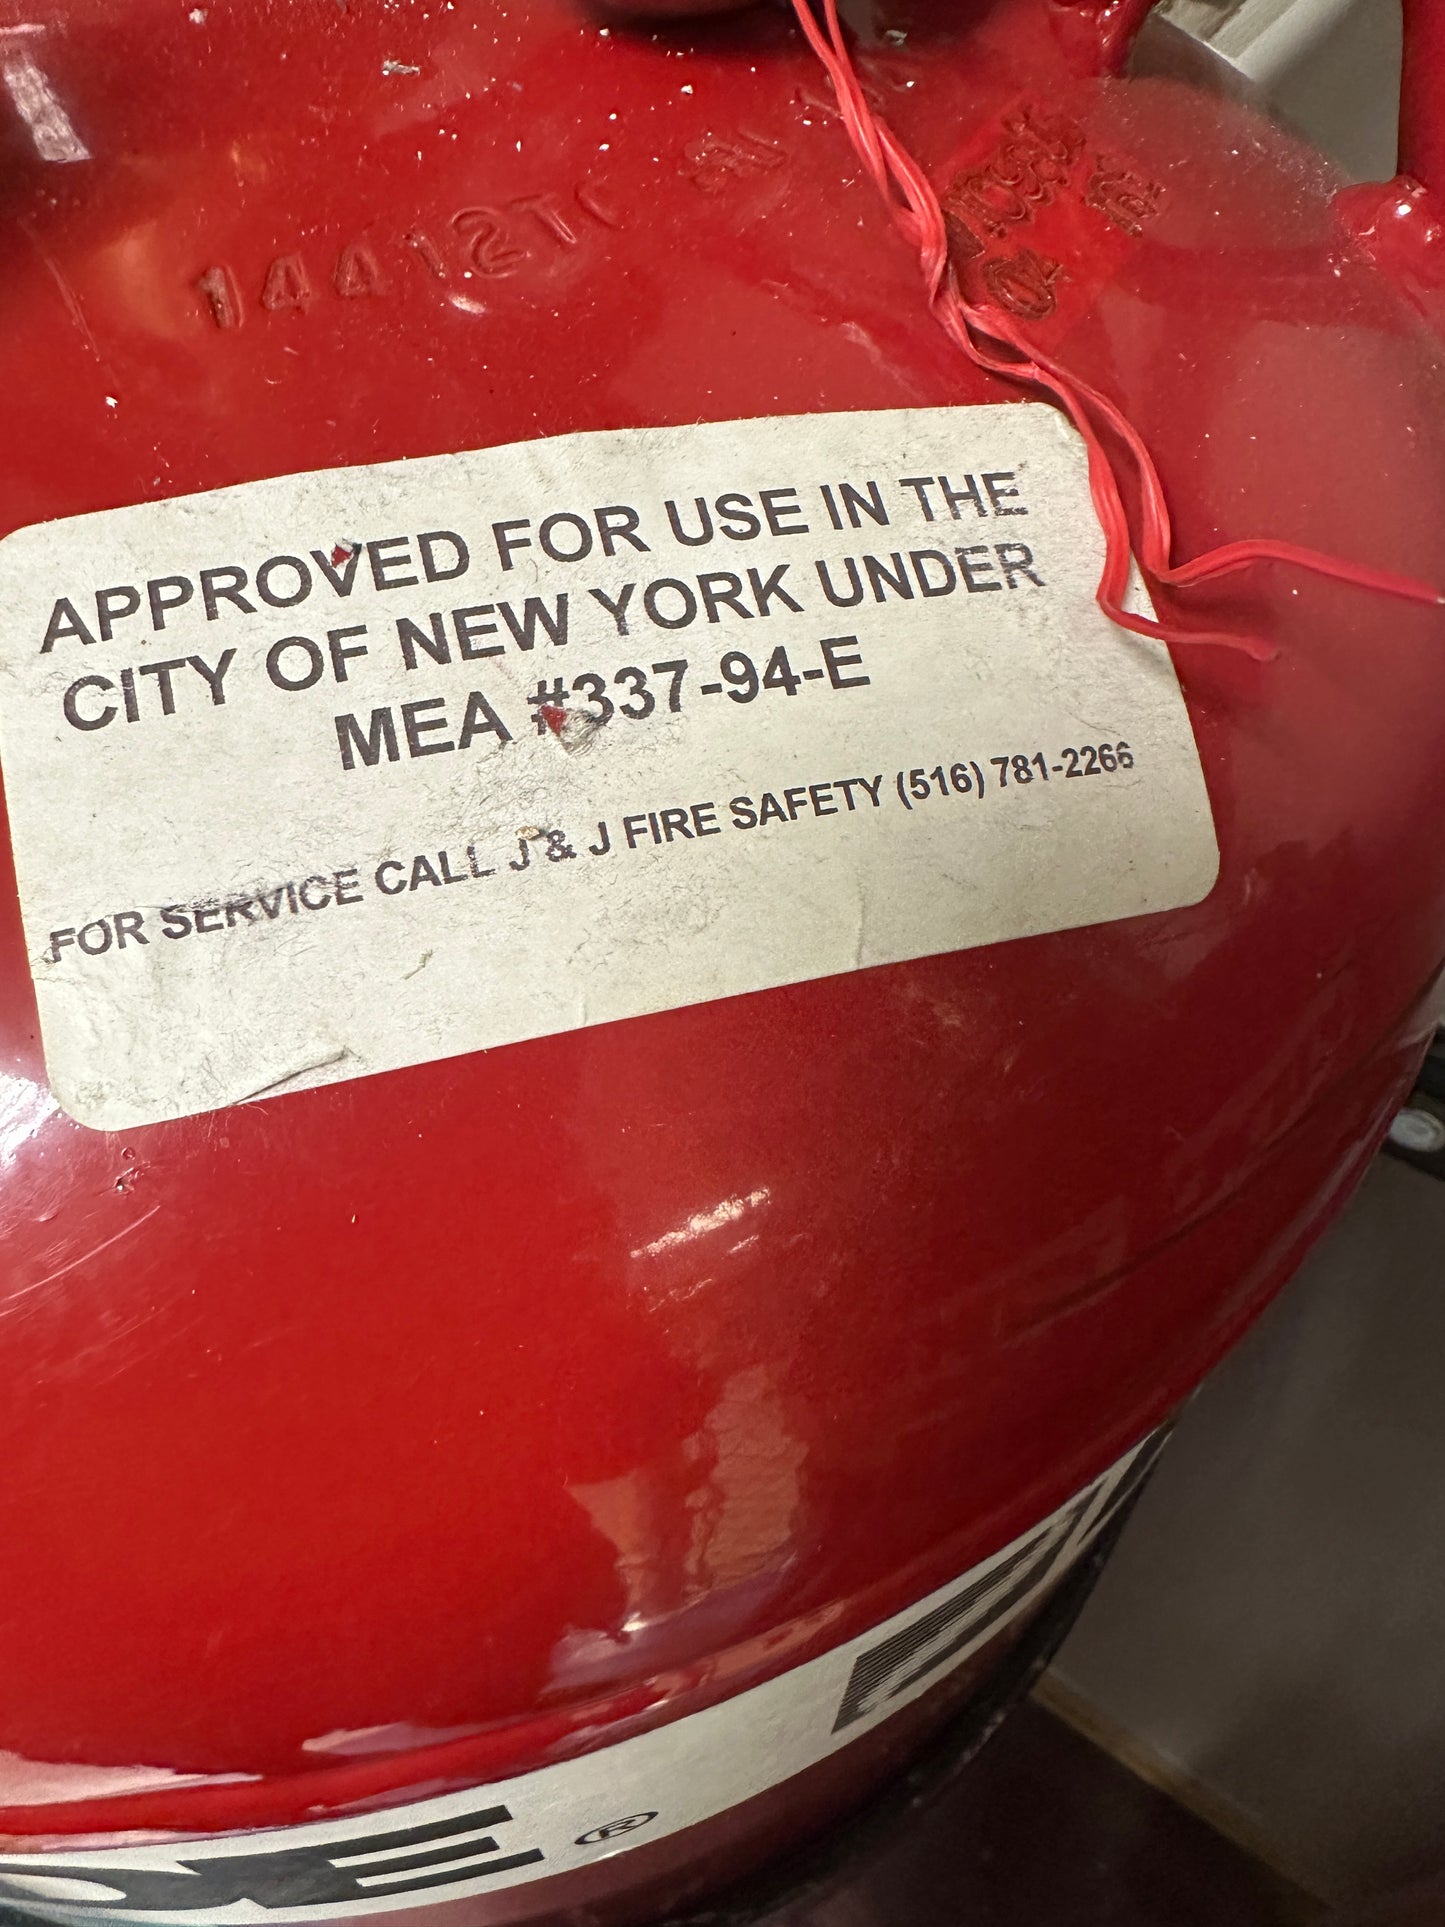 14412T
APPROVED FOR USE IN THE
CITY OF NEW YORK UNDER
MEA #337-94-E
FOR SERVICE CALL J & J FIRE SAFETY (516) 781-2266
®